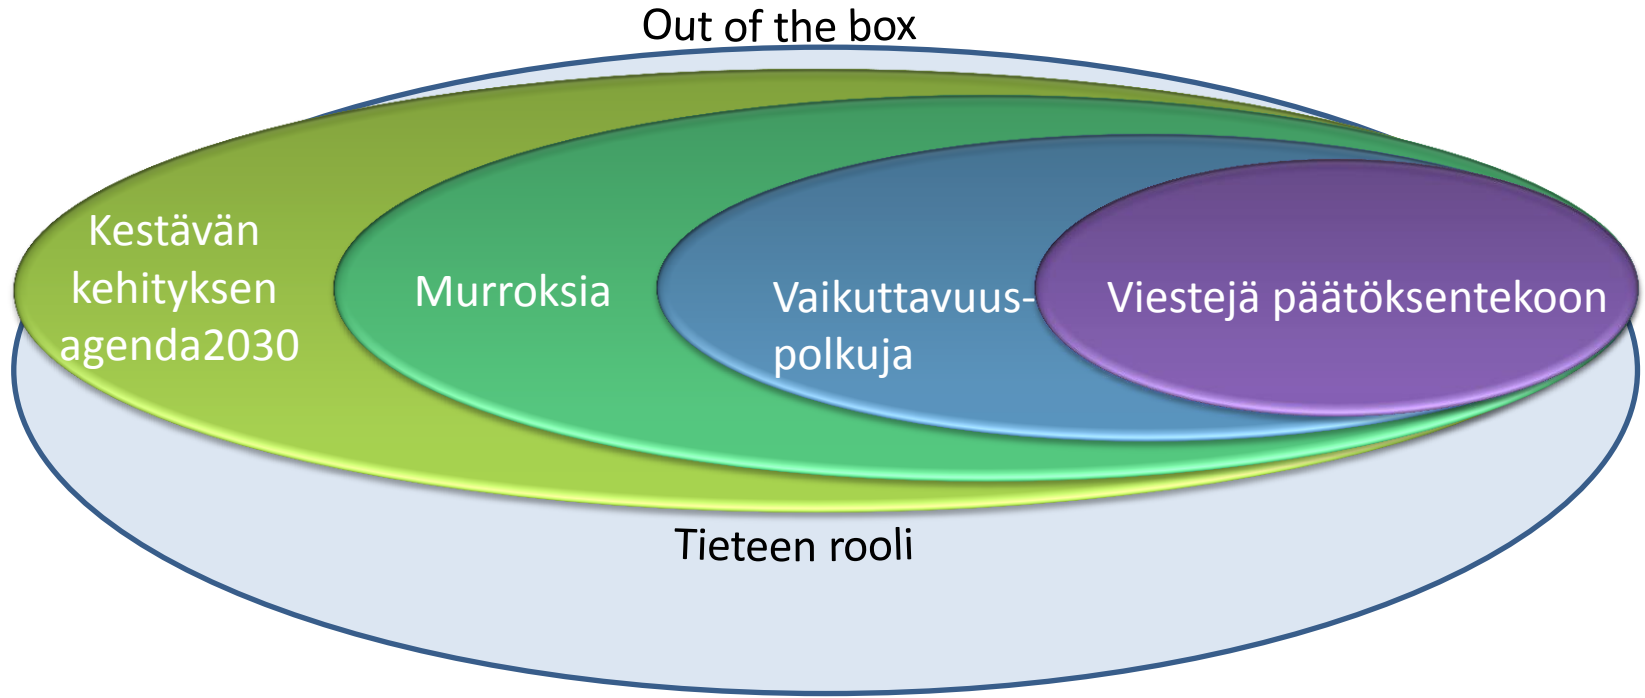 Out of the box
Kestävän
kehityksen
agenda2030
Murroksia
Vaikuttavuus-
polkuja
Viestejä päätöksentekoon
Tieteen rooli